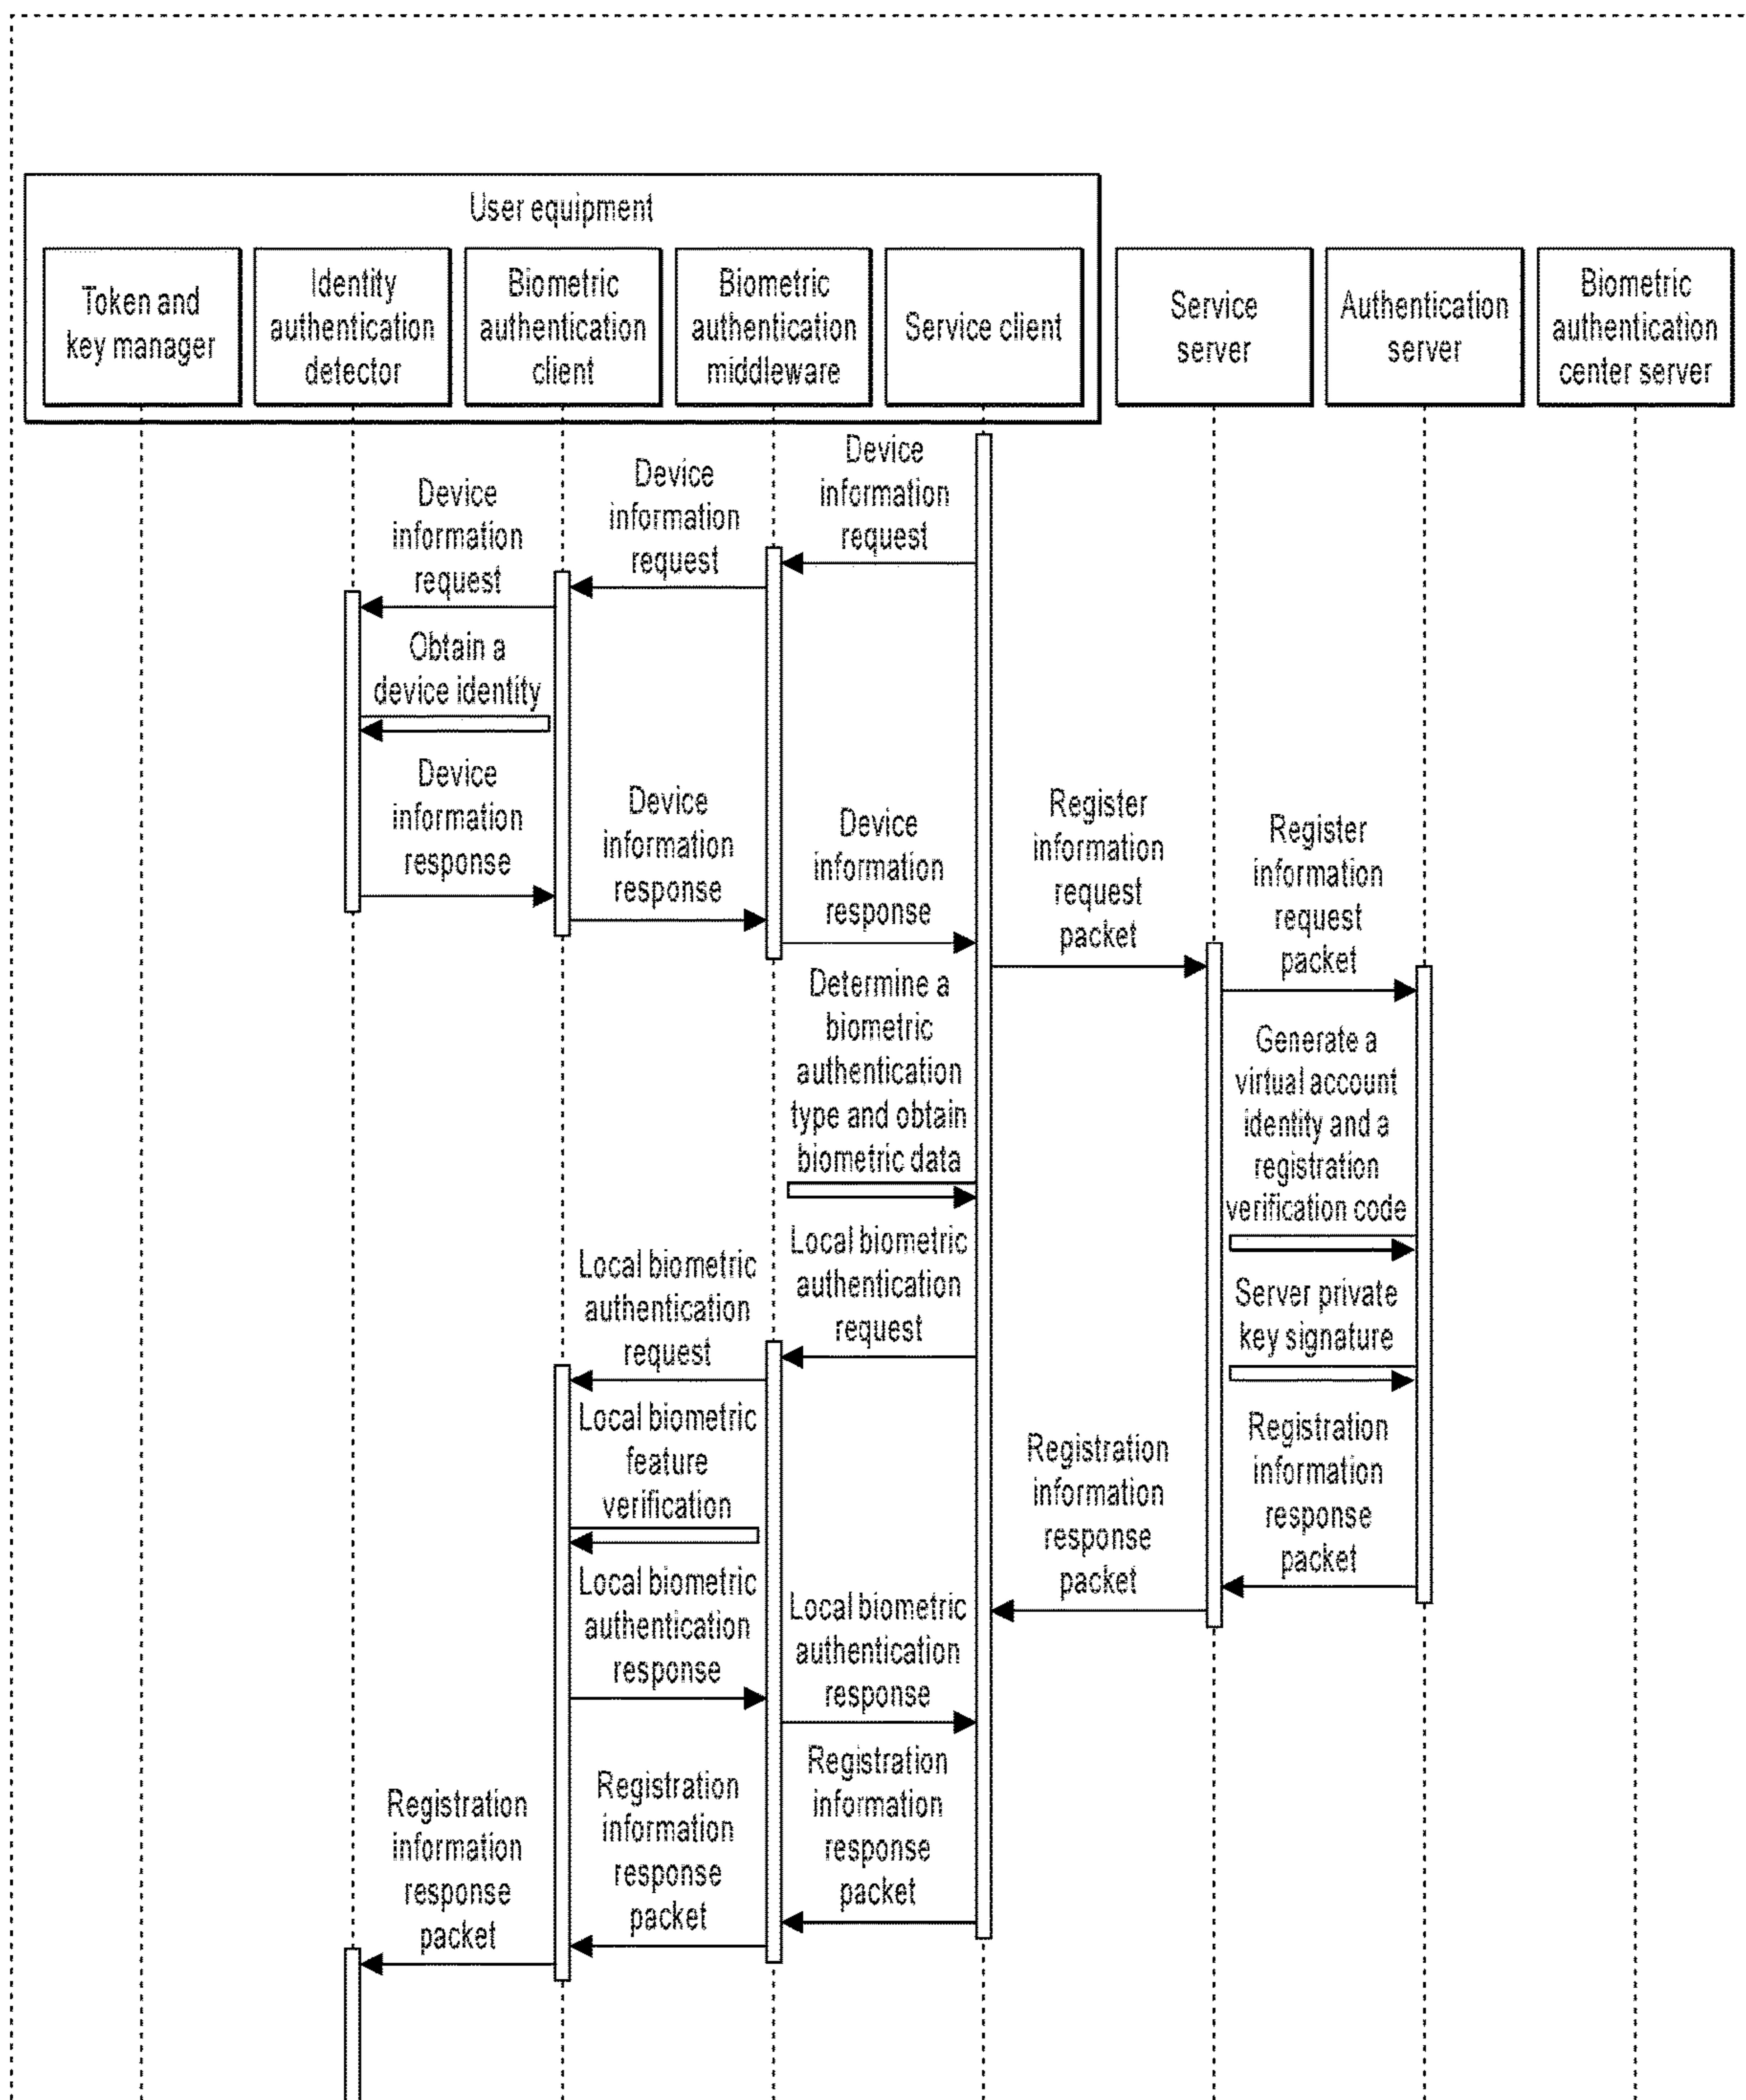 User equipment
Token and
key manager
Identity
authentication
detector
Biometric
authentication
client
Biometric
authentication
middleware
Service client
Service
server
Authentication
server
Biometric
authentication
center server
Device
information
request
Device
information
request
Device
information
request
Obtain a
device identity
Device
information
response
Device
information
response
Device
information
response
Register
information
request
packet
Register
information
request
packet
Determine a
biometric
authentication
type and obtain
biometric data
Generate a
virtual account
identity and a
registration
verification code
Local biometric
authentication
request
Local biometric
authentication
request
Server private
key signature
Local biometric
feature
verification
Registration
information
response
packet
Registration
information
response
packet
Local biometric
authentication
response
Local biometric
authentication
response
Registration
information
response
packet
Registration
information
response
packet
Registration
information
response
packet